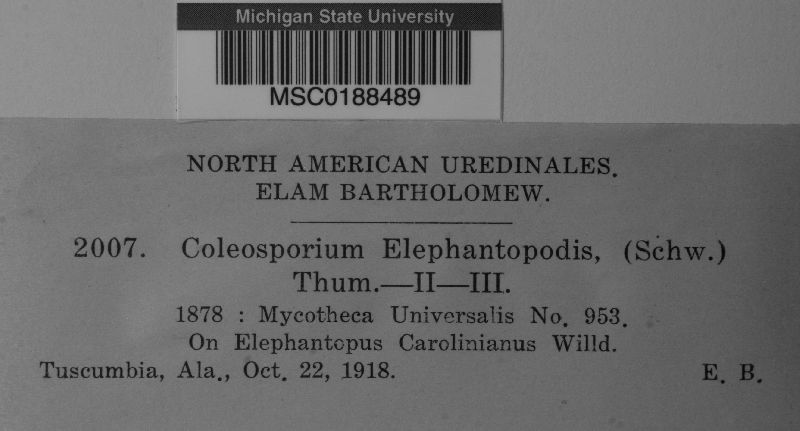 Michigan State University
MSC0188489
NORTH AMERICAN UREDINALES.
ELAM BARTHOLOMEW.
2007. Coleosporium Elephantopodis, (Schw.)
Thum.—II—III.
1878 : Mycotheca Universalis No. 953.
On Elephantopus Carolinianus Willd.
Tuscumbia, Ala., Oct. 22, 1918. E. B.